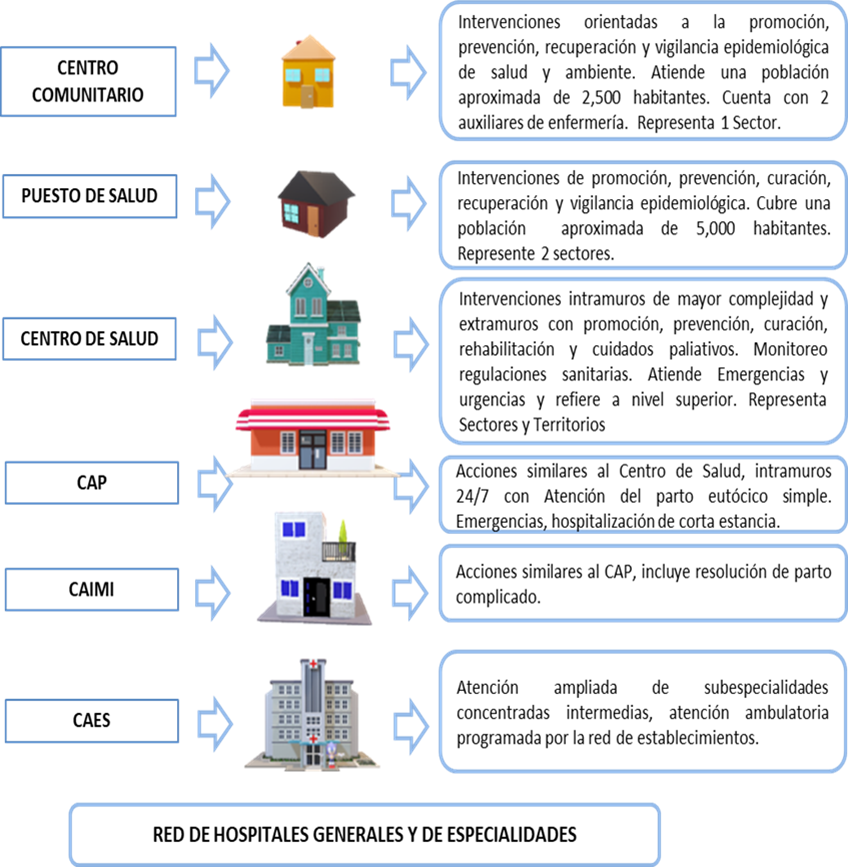 CENTRO
COMUNITARIO
Intervenciones orientadas a la promoción,
prevención, recuperación y vigilancia epidemiológica
de salud y ambiente. Atiende una población
aproximada de 2,500 habitantes. Cuenta con 2
auxiliares de enfermería. Representa 1 Sector.
PUESTO DE SALUD
Intervenciones de promoción, prevención, curación,
recuperación y vigilancia epidemiológica. Cubre una
población aproximada de 5,000 habitantes.
Represente 2 sectores.
CENTRO DE SALUD
Intervenciones intramuros de mayor complejidad y
extramuros con promoción, prevención, curación,
rehabilitación y cuidados paliativos. Monitoreo
regulaciones sanitarias. Atiende Emergencias y
urgencias y refiere a nivel superior. Representa
Sectores y Territorios
CAP
Acciones similares al Centro de Salud, intramuros
24/7 con Atención del parto eutócico simple.
Emergencias, hospitalización de corta estancia.
CAIMI
Acciones similares al CAP, incluye resolución de parto
complicado.
CAES
Atención ampliada de subespecialidades
concentradas intermedias, atención ambulatoria
programada por la red de establecimientos.
RED DE HOSPITALES GENERALES Y DE ESPECIALIDADES